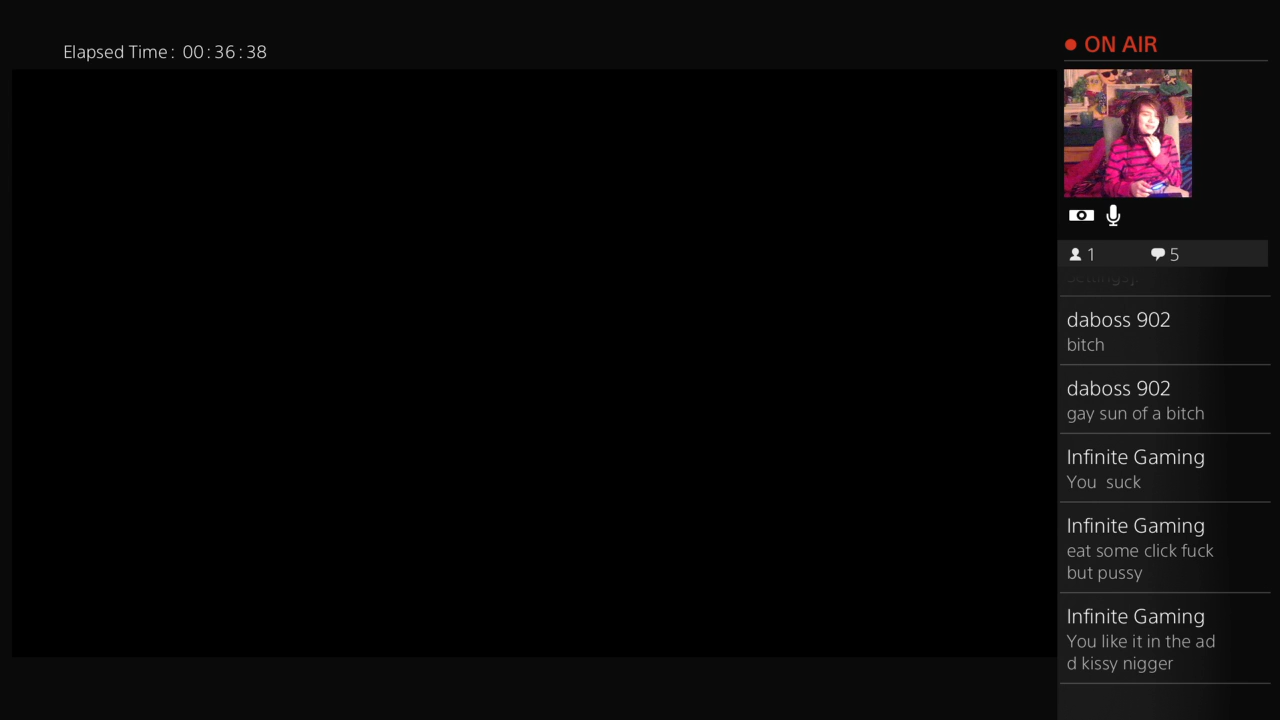 Elapsed Time: 00:36:38
ON AIR
1 5
Settings].
daboss 902
bitch
daboss 902
gay sun of a bitch
Infinite Gaming
You suck
Infinite Gaming
eat some click fuck
but pussy
Infinite Gaming
You like it in the ad
d kissy nigger